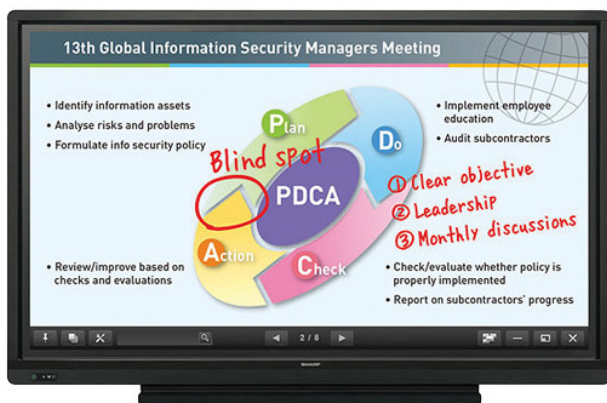 13th Global Information Security Managers Meeting
• Identify information assets
• Analyse risks and problems
• Formulate info security policy
• Implement employee
education
• Audit subcontractors
Plan
Do
Blind spot
PDCA
① Clear objective
② Leadership
③ Monthly discussions
Action
Check
• Review/improve based on
checks and evaluations
• Check/evaluate whether policy is
properly implemented
• Report on subcontractors' progress
2 / 8
SHARP